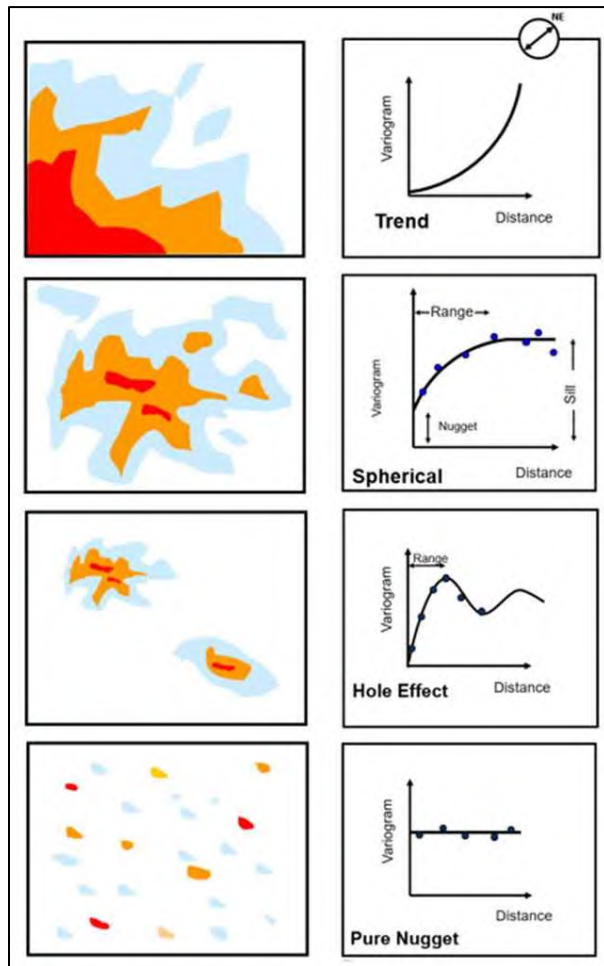 NE
Variogram
Trend
Distance
Range
Variogram
Nugget
Sill
Spherical
Distance
Range
Variogram
Hole Effect
Distance
Variogram
Distance
Pure Nugget